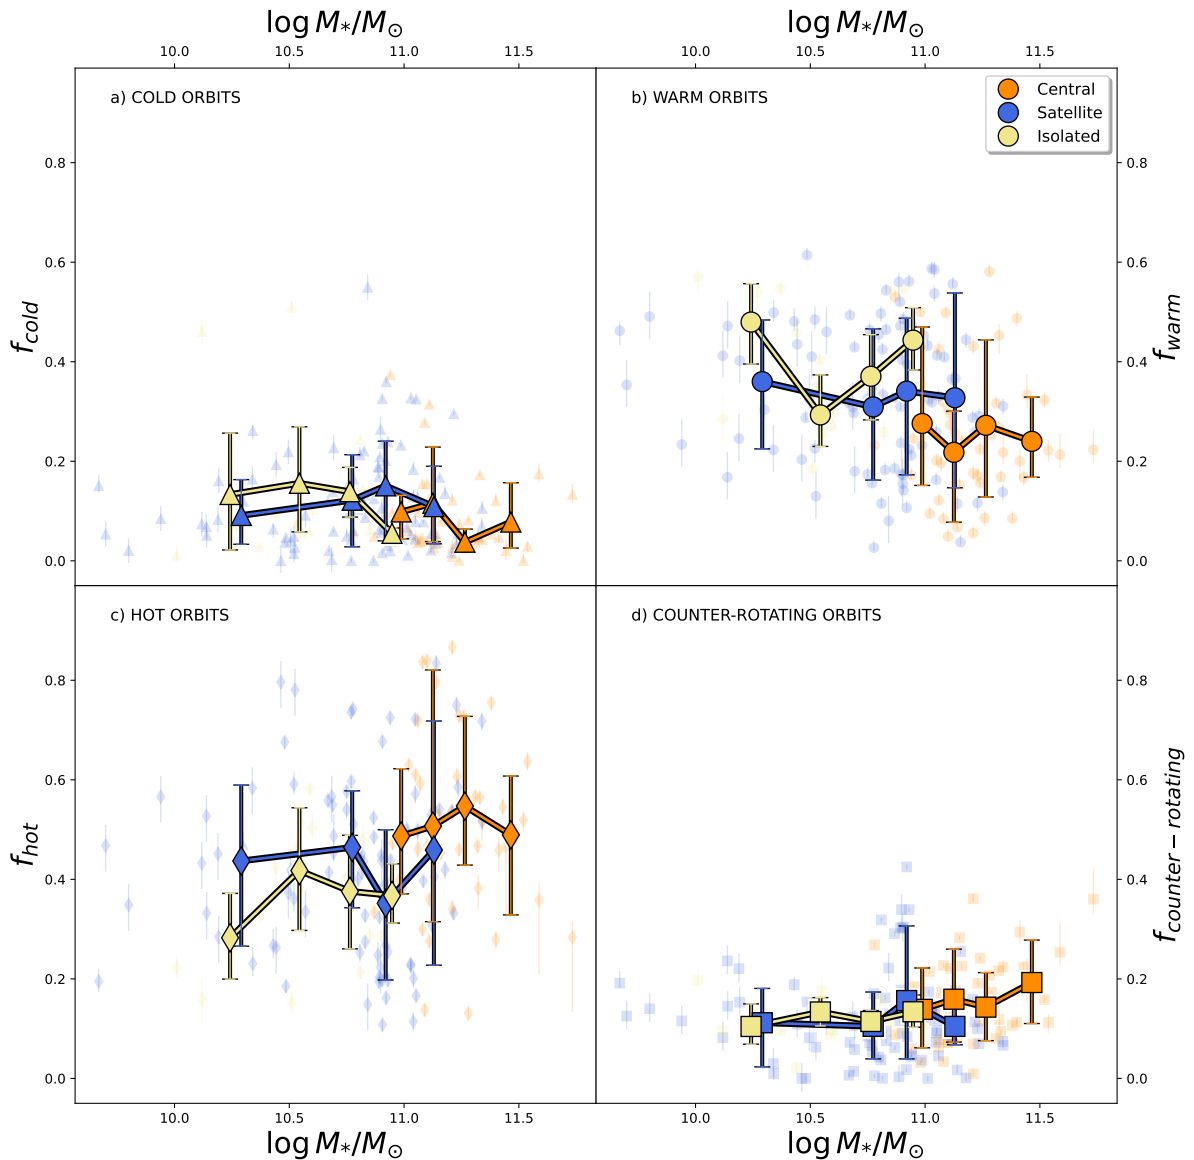 log M*/M⊙ log M*/M⊙
10.0 10.5 11.0 11.5 10.0 10.5 11.0 11.5
a) COLD ORBITS b) WARM ORBITS
Central
Satellite
Isolated
0.8 0.8
0.6 0.6
f_cold f_warm
0.4 0.4
0.2 0.2
0.0 0.0
c) HOT ORBITS d) COUNTER-ROTATING ORBITS
0.8 0.8
0.6 0.6
f_hot f_counter−rotating
0.4 0.4
0.2 0.2
0.0 0.0
10.0 10.5 11.0 11.5 10.0 10.5 11.0 11.5
log M*/M⊙ log M*/M⊙